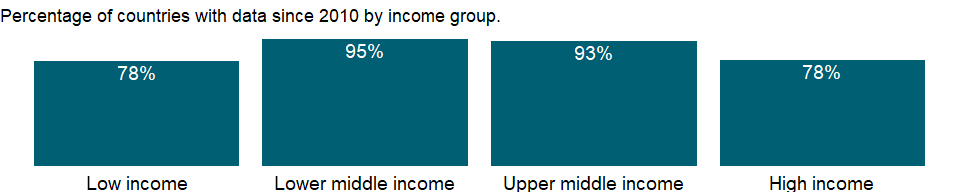 Percentage of countries with data since 2010 by income group.
78%
95%
93%
78%
Low income
Lower middle income
Upper middle income
High income